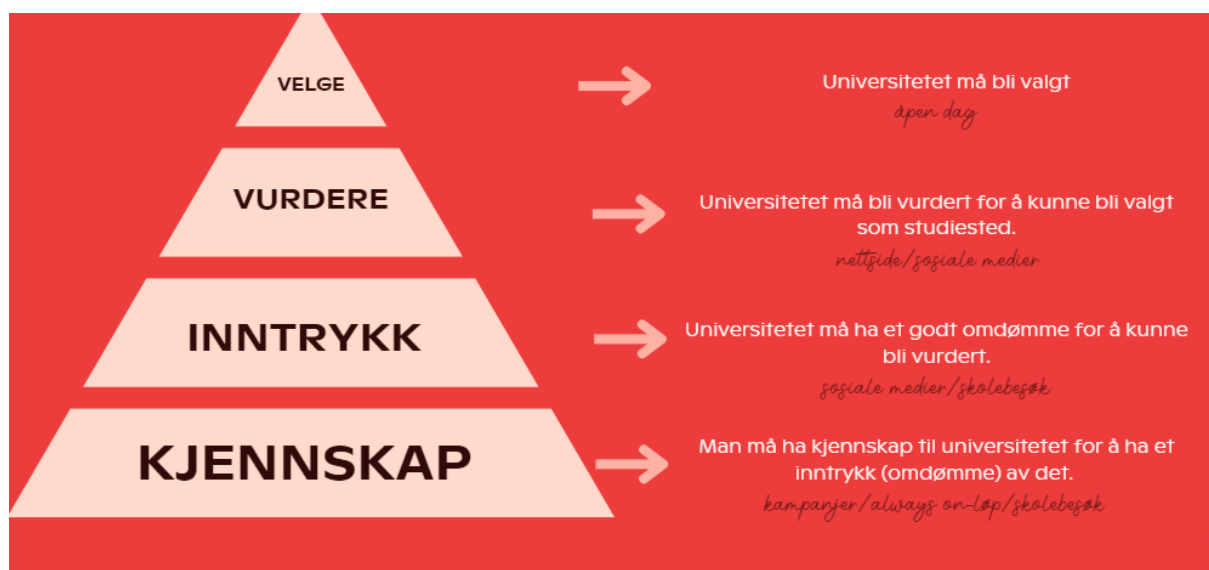 VELGE
Universitetet må bli valgt
åpen dag
VURDERE
Universitetet må bli vurdert for å kunne bli valgt
som studiested.
nettside/sosiale medier
INNTRYKK
Universitetet må ha et godt omdømme for å kunne
bli vurdert.
sosiale medier/skolebesøk
KJENNSKAP
Man må ha kjennskap til universitetet for å ha et
inntrykk (omdømme) av det.
kampanjer/always on-løp/skolebesøk